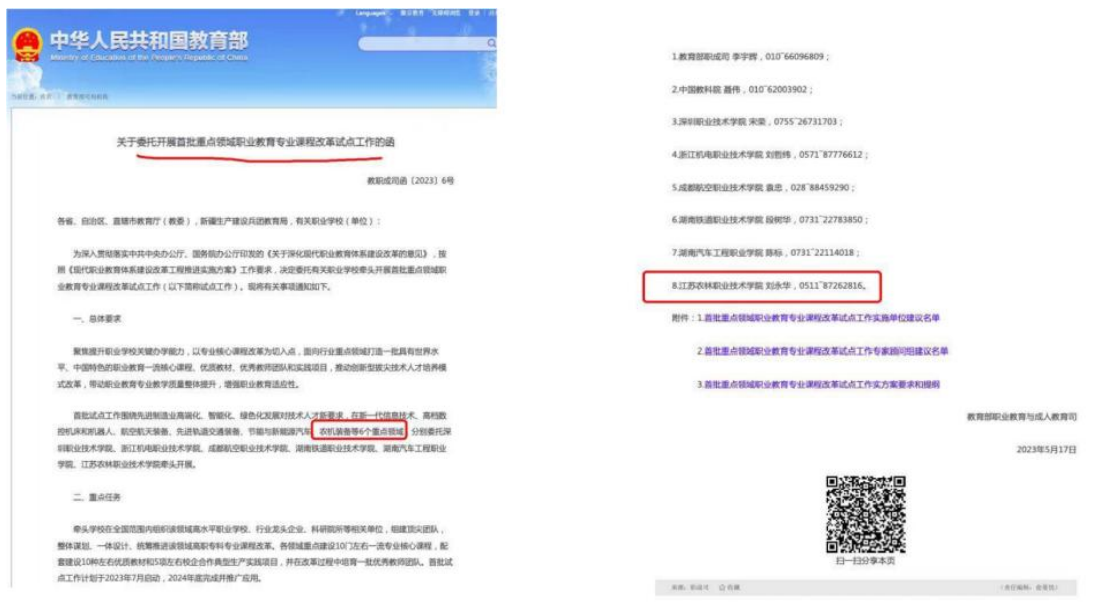 Languages
中华人民共和国教育部
Ministry of Education of the People's Republic of China
关于委托开展首批重点领域职业教育专业课程改革试点工作的函
教职成司函〔2023〕6号
各省、自治区、直辖市教育厅（教委），新疆生产建设兵团教育局，有关职业学校（单位）：
为深入贯彻落实中共中央办公厅、国务院办公厅印发的《关于深化现代职业教育体系建设改革的意见》，按
照《现代职业教育体系建设改革工程推进实施方案》工作要求，决定委托有关职业学校牵头开展首批重点领域职
业教育专业课程改革试点工作（以下简称试点工作）。现将有关事项通知如下。
一、总体要求
聚焦提升职业学校关键办学能力，以专业核心课程改革为切入点，面向行业重点领域打造一批具有世界水
平、中国特色的职业教育一流核心课程、优质教材、优秀教师团队和实践项目，推动创新型拔尖技术人才培养模
式改革，带动职业教育专业教学质量整体提升，增强职业教育适应性。
首批试点工作围绕先进制造业高端化、智能化、绿色化发展对技术人才新要求，在新一代信息技术、高档数
控机床和机器人、航空航天装备、先进轨道交通装备、节能与新能源汽车、农机装备等6个重点领域，分别委托深
圳职业技术学院、浙江机电职业技术学院、成都航空职业技术学院、湖南铁道职业技术学院、湖南汽车工程职业
学院、江苏农林职业技术学院牵头开展。
二、重点任务
牵头学校在全国范围内组织该领域高水平职业学校、行业龙头企业、科研院所等相关单位，组建顶尖团队，
整体谋划、一体设计、统筹推进该领域高职专科专业课程改革。各领域重点建设10门左右一流专业核心课程，配
套建设10种左右优质教材和5项左右校企合作典型生产实践项目，并在改革过程中培育一批优秀教师团队。首批试
点工作计划于2023年7月启动，2024年底完成并推广应用。
1.教育部职成司 李宇辉，010-66096809；
2.中国教科院 聂伟，010-62003902；
3.深圳职业技术学院 宋荣，0755-26731703；
4.浙江机电职业技术学院 刘哲纬，0571-87776612；
5.成都航空职业技术学院 袁忠，028-88459290；
6.湖南铁道职业技术学院 段树华，0731-22783850；
7.湖南汽车工程职业学院 陈标，0731-22114018；
8.江苏农林职业技术学院 刘永华，0511-87262816。
附件：1.首批重点领域职业教育专业课程改革试点工作实施单位建议名单
2.首批重点领域职业教育专业课程改革试点工作专家顾问组建议名单
3.首批重点领域职业教育专业课程改革试点工作实方案要求和提纲
教育部职业教育与成人教育司
2023年5月17日
扫一扫分享本页